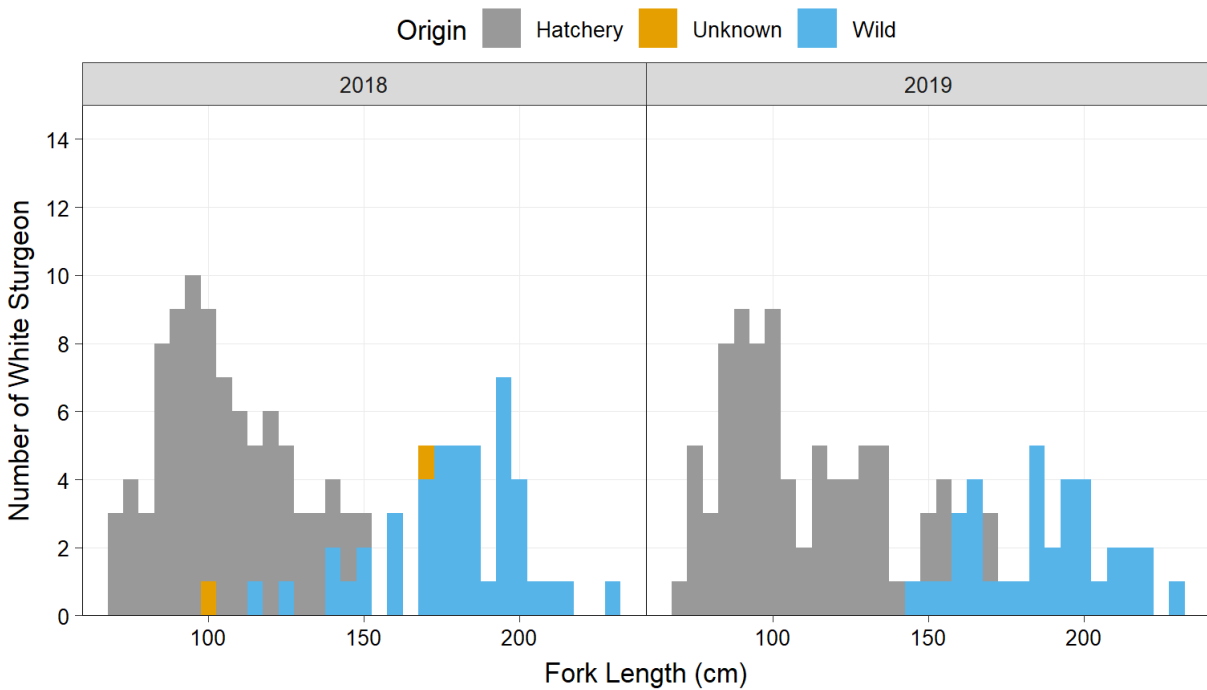 Origin Hatchery Unknown Wild
2018 2019
14
12
10
8
6
4
2
0
Number of White Sturgeon
100 150 200 100 150 200
Fork Length (cm)